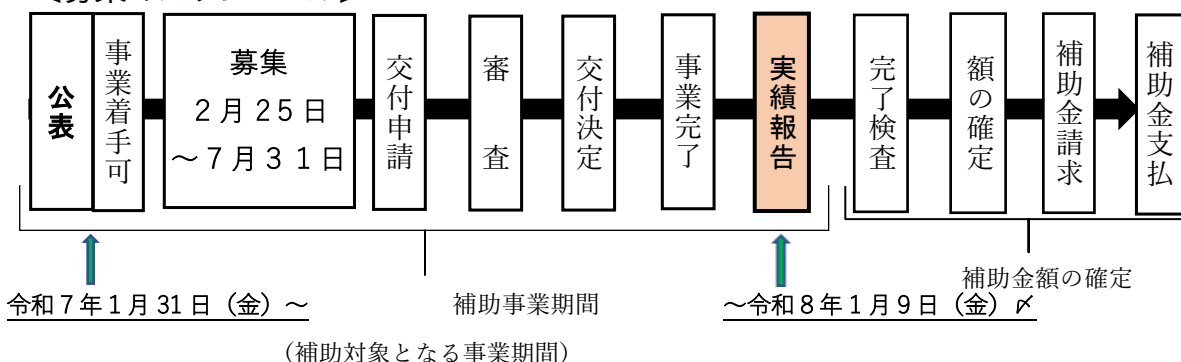 公表
事業着手可
募集
２月２５日
～７月３１日
交付申請
審査
交付決定
事業完了
実績報告
完了検査
額の確定
補助金請求
補助金支払
補助金額の確定
令和７年１月31日（金）～
補助事業期間
～令和８年１月９日（金）〆
（補助対象となる事業期間）